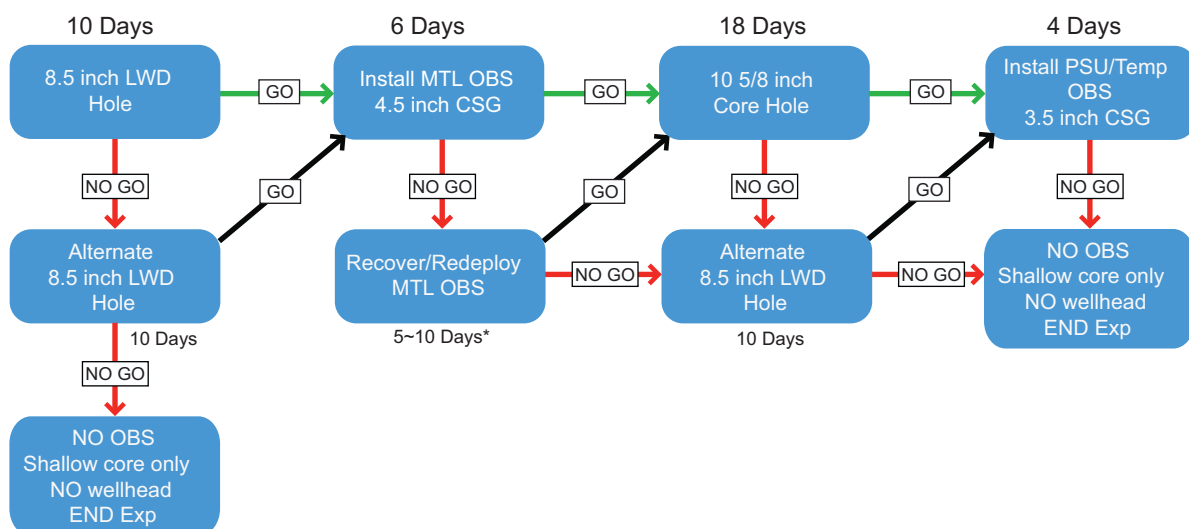 10 Days
6 Days
18 Days
4 Days
8.5 inch LWD
Hole
GO
Install MTL OBS
4.5 inch CSG
GO
10 5/8 inch
Core Hole
GO
Install PSU/Temp
OBS
3.5 inch CSG
NO GO
GO
NO GO
GO
NO GO
GO
NO GO
Alternate
8.5 inch LWD
Hole
10 Days
Recover/Redeploy
MTL OBS
5~10 Days*
NO GO
Alternate
8.5 inch LWD
Hole
10 Days
NO GO
NO OBS
Shallow core only
NO wellhead
END Exp
NO GO
NO OBS
Shallow core only
NO wellhead
END Exp